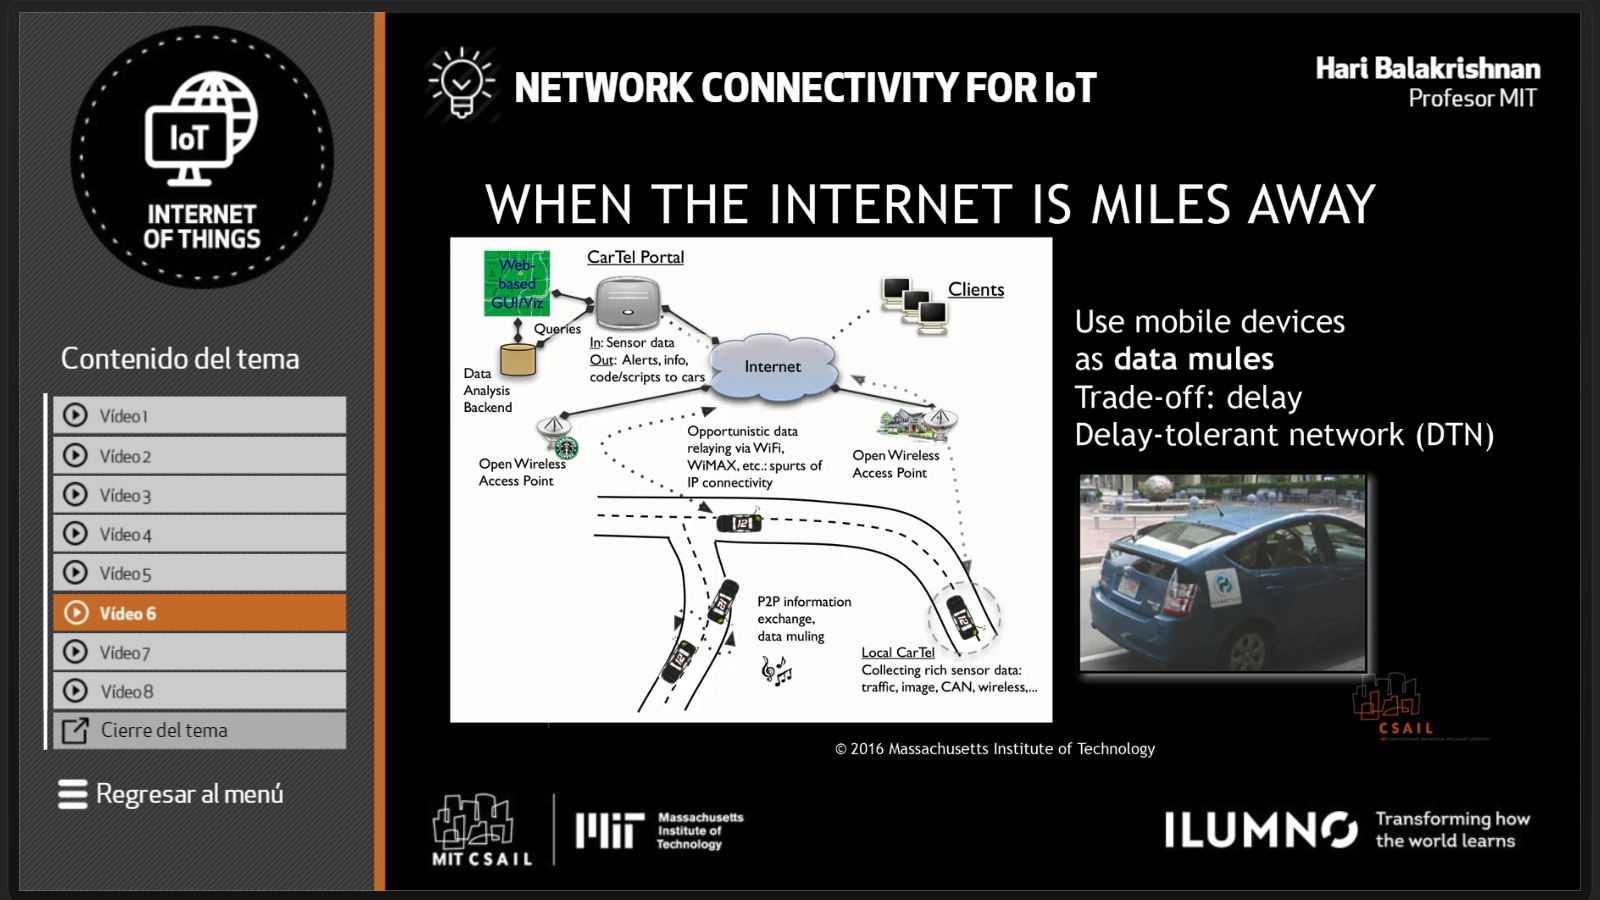 IoT
INTERNET
OF THINGS
Contenido del tema
Vídeo 1
Vídeo 2
Vídeo 3
Vídeo 4
Vídeo 5
Vídeo 6
Vídeo 7
Vídeo 8
Cierre del tema
Regresar al menú
NETWORK CONNECTIVITY FOR IoT
Hari Balakrishnan
Profesor MIT
WHEN THE INTERNET IS MILES AWAY
Web-
based
GUI/Viz
CarTel Portal
Clients
Queries
In: Sensor data
Out: Alerts, info,
code/scripts to cars
Internet
Data
Analysis
Backend
Open Wireless
Access Point
Opportunistic data
relaying via WiFi,
WiMAX, etc.: spurts of
IP connectivity
Open Wireless
Access Point
12
12
12
12
P2P information
exchange,
data muling
Local CarTel
Collecting rich sensor data:
traffic, image, CAN, wireless,...
Use mobile devices
as data mules
Trade-off: delay
Delay-tolerant network (DTN)
CSAIL
© 2016 Massachusetts Institute of Technology
MIT CSAIL
MIT
Massachusetts
Institute of
Technology
ILUMNO
Transforming how
the world learns